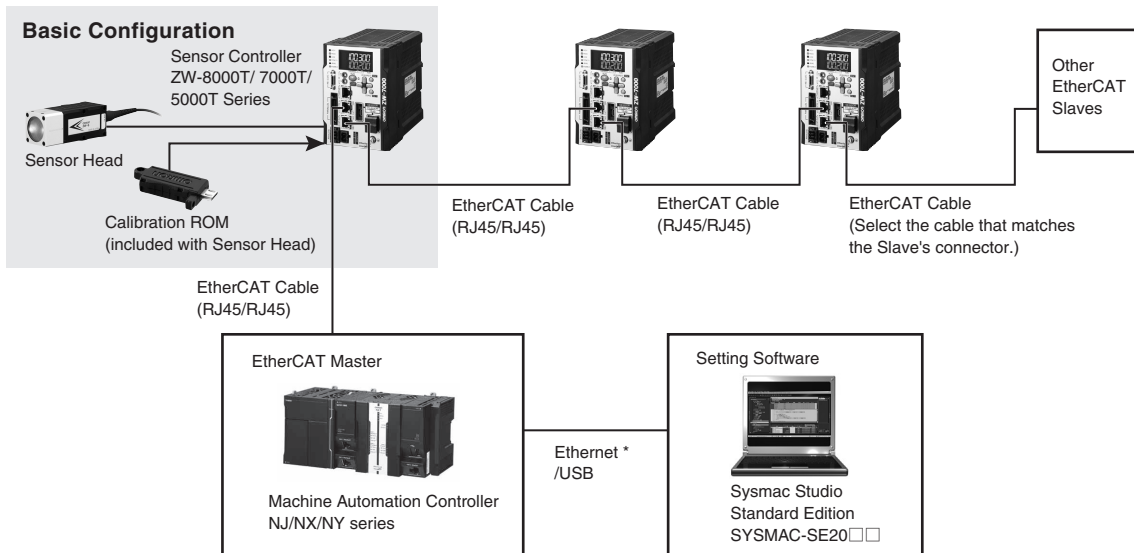 Basic Configuration
Sensor Controller
ZW-8000T/ 7000T/
5000T Series
Sensor Head
Calibration ROM
(included with Sensor Head)
EtherCAT Cable
(RJ45/RJ45)
EtherCAT Cable
(RJ45/RJ45)
EtherCAT Cable
(Select the cable that matches
the Slave's connector.)
Other
EtherCAT
Slaves
EtherCAT Cable
(RJ45/RJ45)
EtherCAT Master
Machine Automation Controller
NJ/NX/NY series
Ethernet *
/USB
Setting Software
Sysmac Studio
Standard Edition
SYSMAC-SE20□□